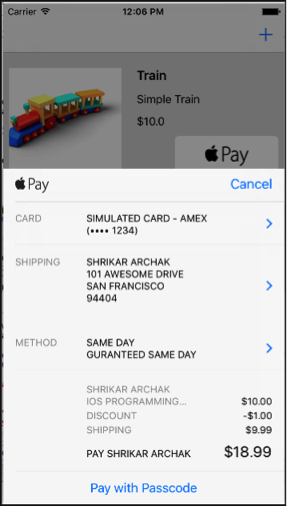 Carrier 12:06 PM
+
Train
Simple Train
$10.0
Pay
Pay Cancel
CARD SIMULATED CARD - AMEX
(•••• 1234)
SHIPPING SHRIKAR ARCHAK
101 AWESOME DRIVE
SAN FRANCISCO
94404
METHOD SAME DAY
GURANTEED SAME DAY
SHRIKAR ARCHAK
IOS PROGRAMMING... $10.00
DISCOUNT -$1.00
SHIPPING $9.99
PAY SHRIKAR ARCHAK $18.99
Pay with Passcode